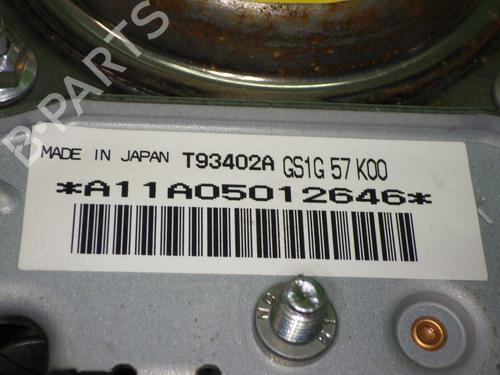 B-PARTS
MADE IN JAPAN T93402A GS1G 57 K00
*A11A05012646*